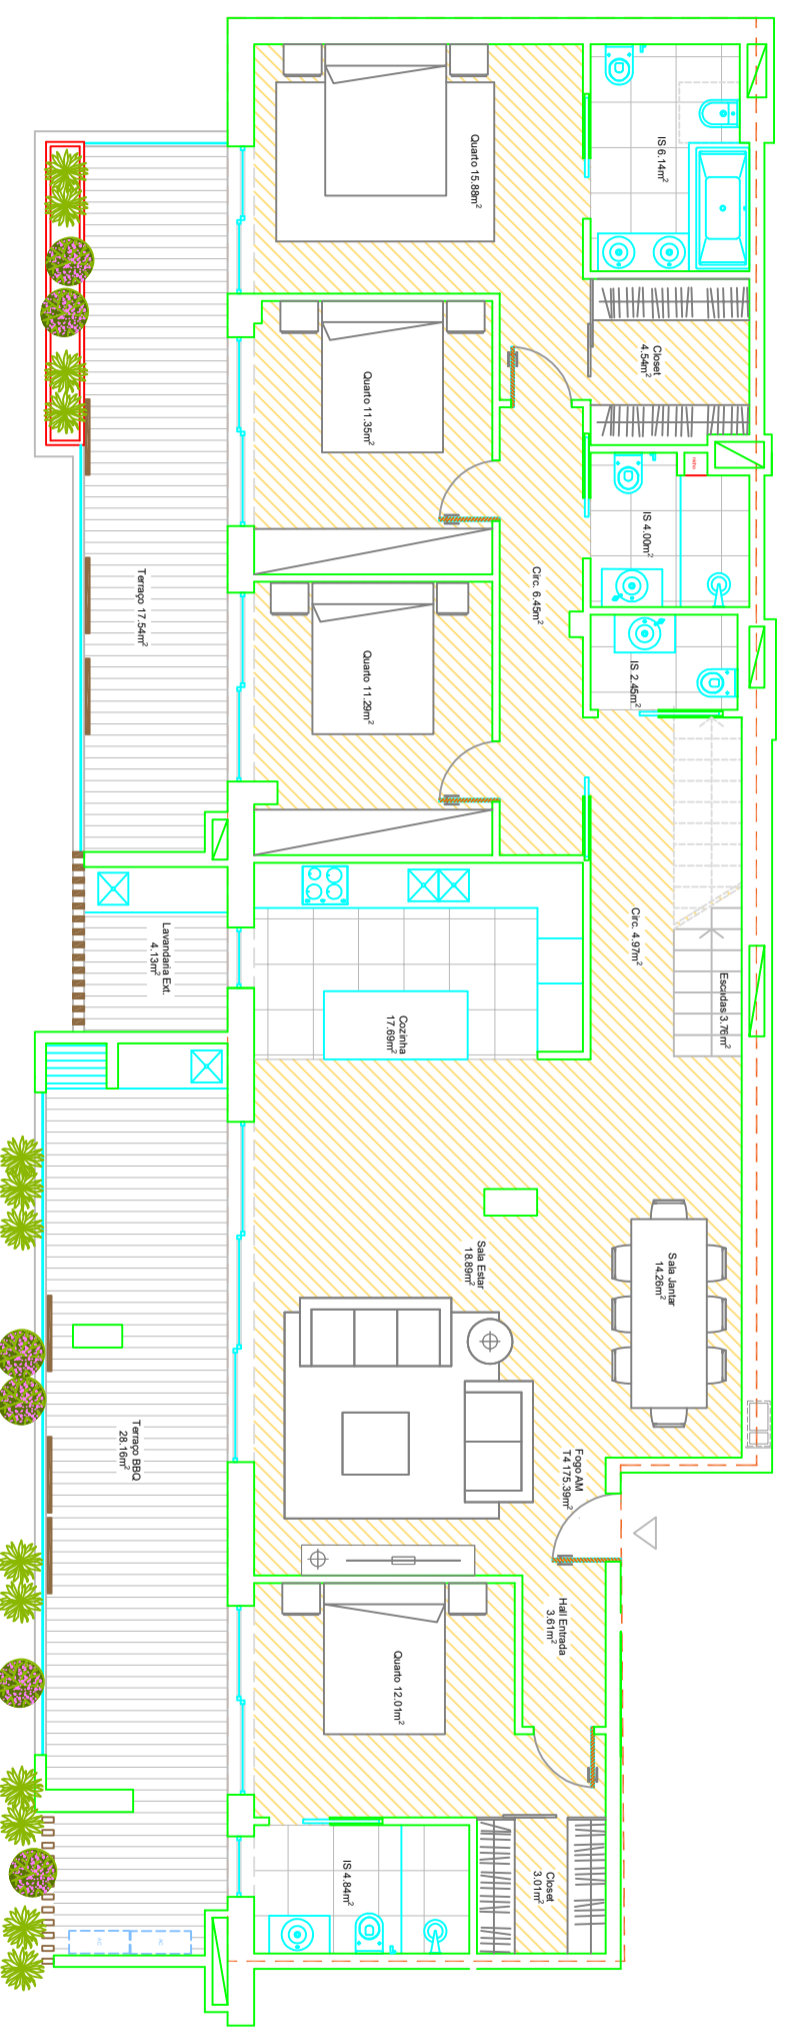 IS 6.14m²
Quarto 15.88m²
Closet
4.54m²
Quarto 11.35m²
IS 4.00m²
Circ. 6.45m²
Terraço 17.54m²
IS 2.45m²
Quarto 11.29m²
Circ. 4.97m²
Lavandaria Ext.
4.13m²
Escadas 3.76m²
Cozinha
17.69m²
Sala Estar
18.89m²
Sala Jantar
14.26m²
Terraço BBQ
28.16m²
Fogo AM
T4 175.39m²
Hall Entrada
3.61m²
Quarto 12.01m²
IS 4.84m²
Closet
3.01m²